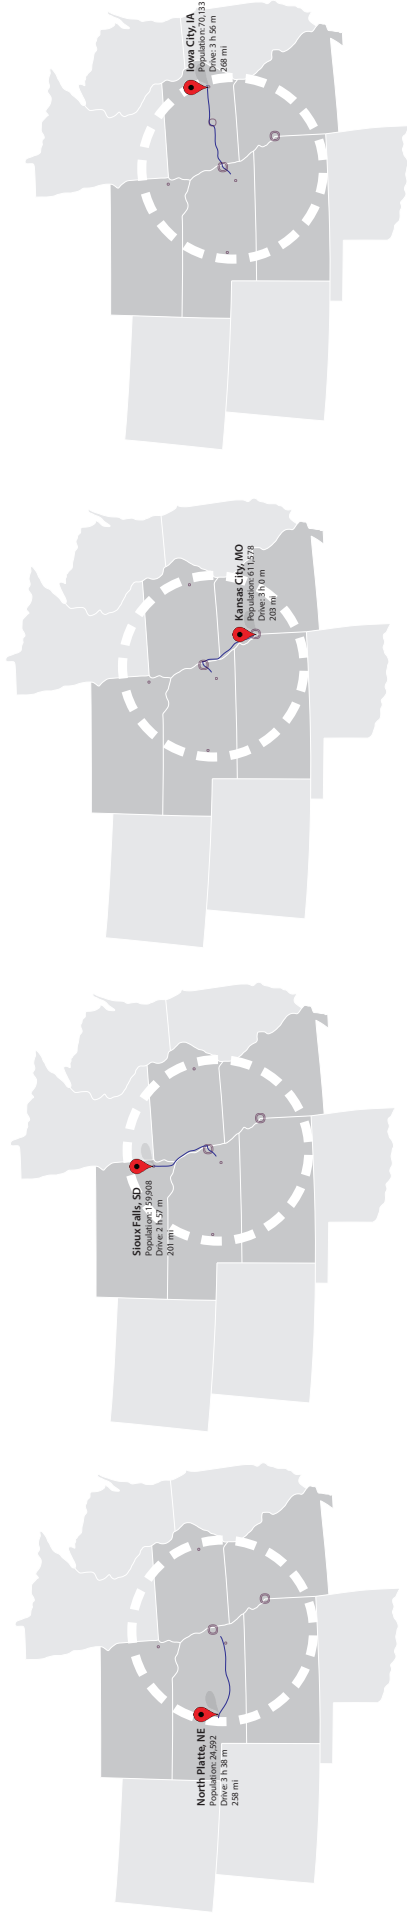 Iowa City, IA
Population: 70,133
Drive: 3 h 56 m
268 mi
Kansas City, MO
Population: 611,578
Drive: 3 h 0 m
203 mi
Sioux Falls, SD
Population: 159,908
Drive: 2 h 57 m
201 mi
North Platte, NE
Population: 24,592
Drive: 3 h 38 m
258 mi